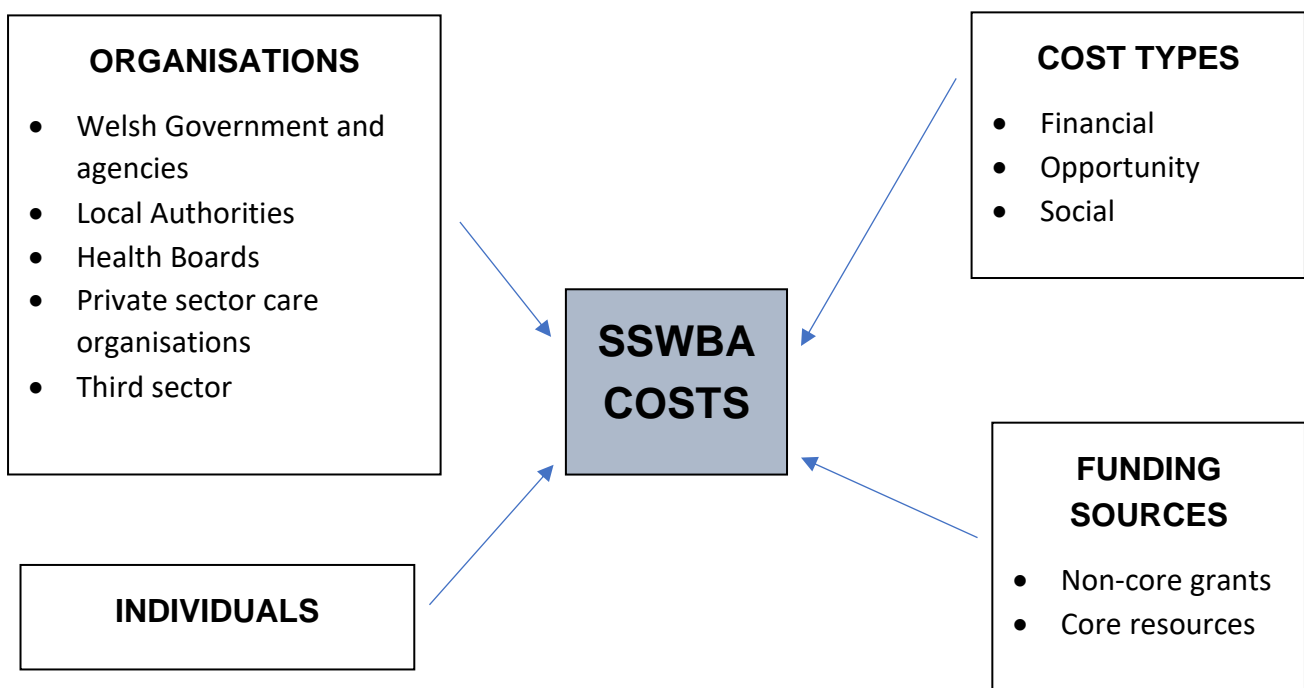 ORGANISATIONS
• Welsh Government and
agencies
• Local Authorities
• Health Boards
• Private sector care
organisations
• Third sector
COST TYPES
• Financial
• Opportunity
• Social
SSWBA
COSTS
INDIVIDUALS
FUNDING
SOURCES
• Non-core grants
• Core resources